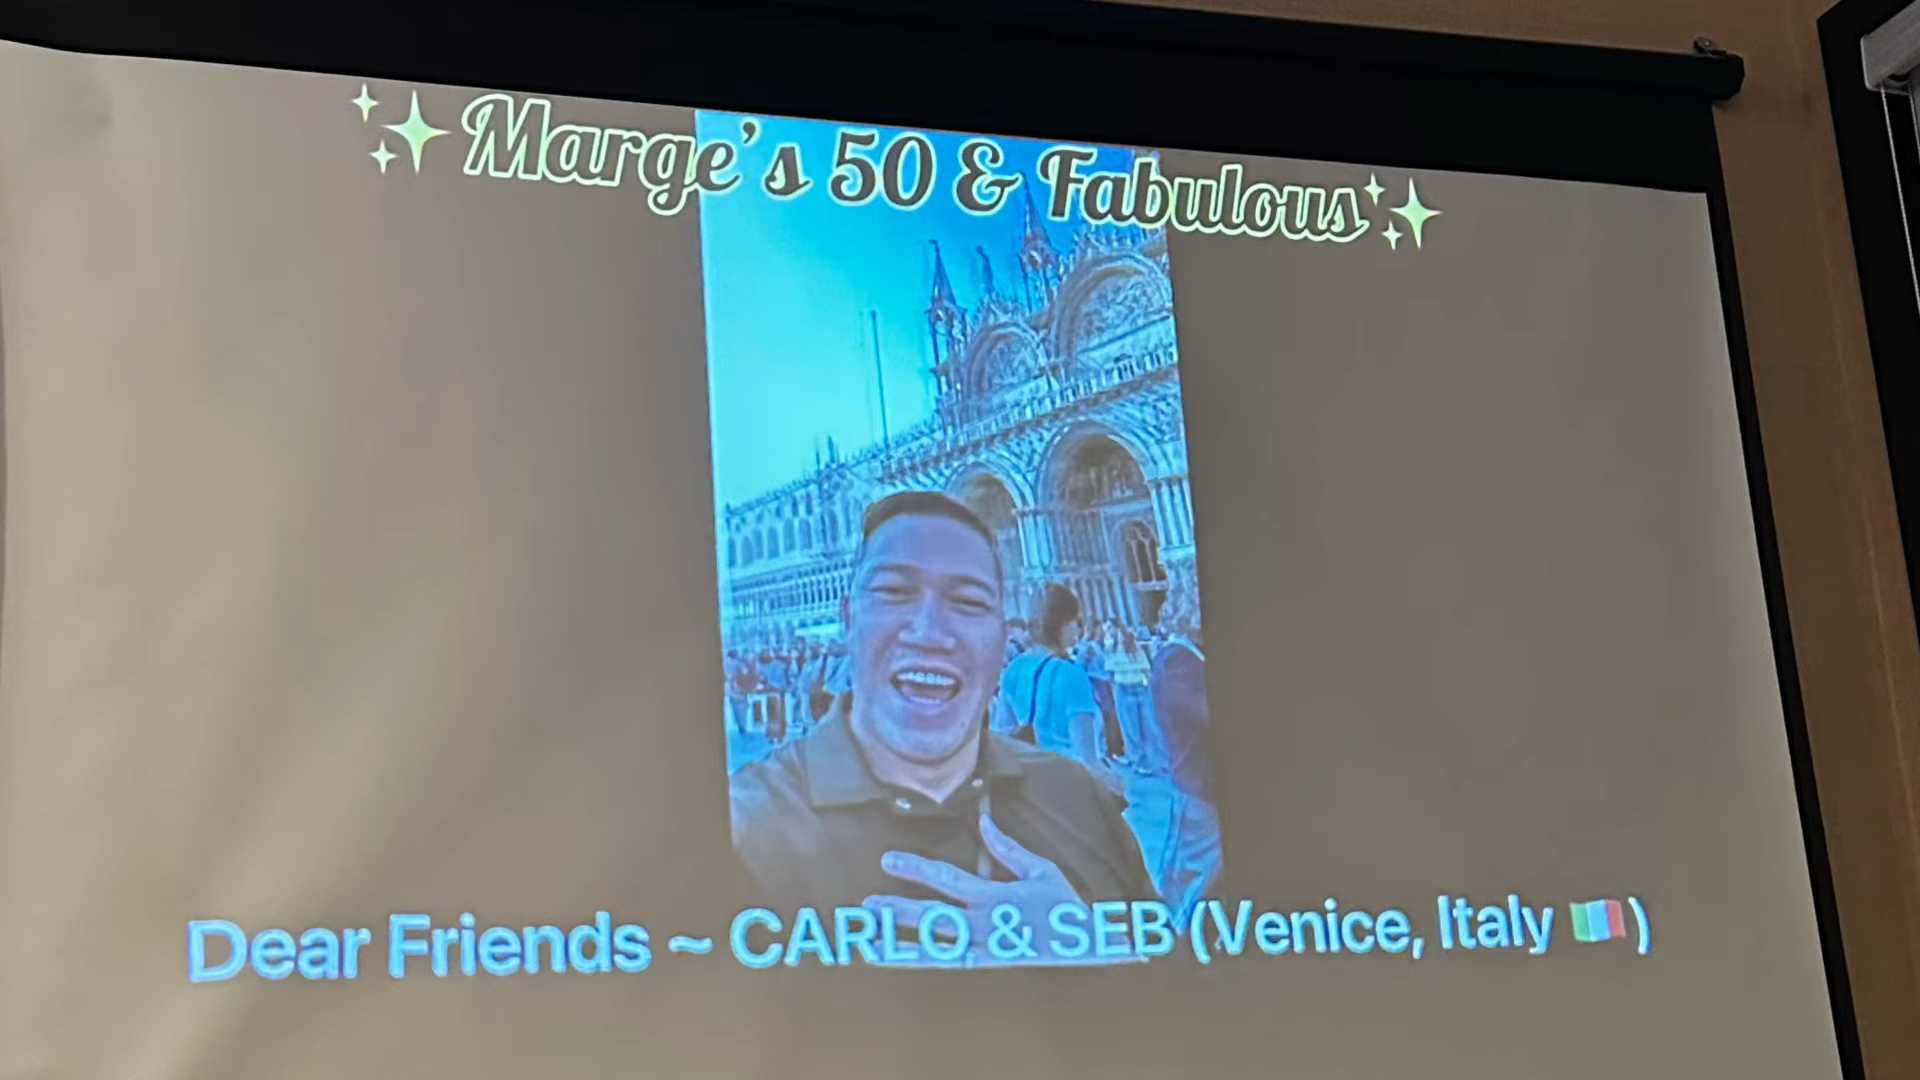 ✨Marge's 50 & Fabulous✨
Dear Friends ~ CARLO & SEB (Venice, Italy 🇮🇹)